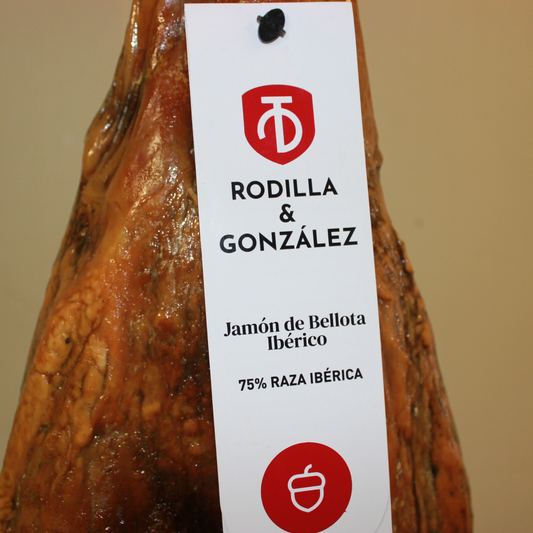 RODILLA
&
GONZÁLEZ
Jamón de Bellota
Ibérico
75% RAZA IBÉRICA